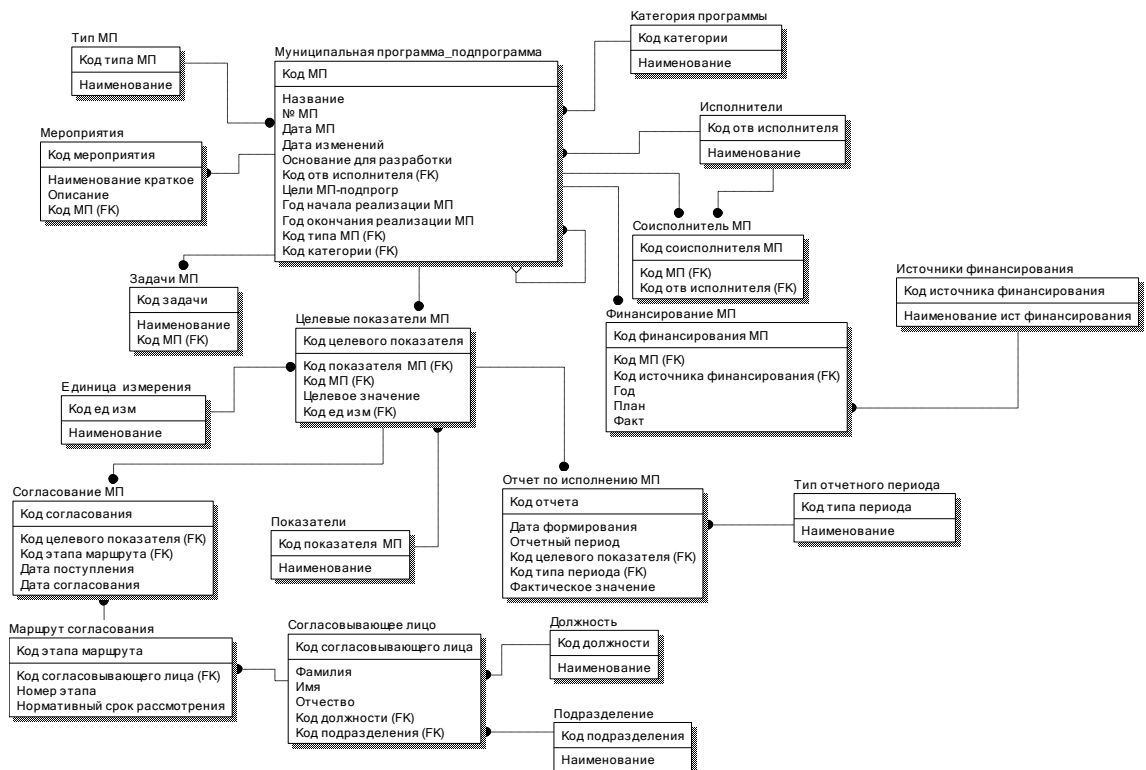 Тип МП
Код типа МП
Наименование
Муниципальная программа_подпрограмма
Код МП
Название
№ МП
Дата МП
Дата изменений
Основание для разработки
Код отв исполнителя (FK)
Цели МП-подпрогр
Год начала реализации МП
Год окончания реализации МП
Код типа МП (FK)
Код категории (FK)
Категория программы
Код категории
Наименование
Исполнители
Код отв исполнителя
Наименование
Мероприятия
Код мероприятия
Наименование краткое
Описание
Код МП (FK)
Соисполнитель МП
Код соисполнителя МП
Код МП (FK)
Код отв исполнителя (FK)
Задачи МП
Код задачи
Наименование
Код МП (FK)
Источники финансирования
Код источника финансирования
Наименование ист финансирования
Целевые показатели МП
Код целевого показателя
Код показателя МП (FK)
Код МП (FK)
Целевое значение
Код ед изм (FK)
Финансирование МП
Код финансирования МП
Код МП (FK)
Код источника финансирования (FK)
Год
План
Факт
Единица измерения
Код ед изм
Наименование
Согласование МП
Код согласования
Код целевого показателя (FK)
Код этапа маршрута (FK)
Дата поступления
Дата согласования
Показатели
Код показателя МП
Наименование
Отчет по исполнению МП
Код отчета
Дата формирования
Отчетный период
Код целевого показателя (FK)
Код типа периода (FK)
Фактическое значение
Тип отчетного периода
Код типа периода
Наименование
Маршрут согласования
Код этапа маршрута
Код согласовывающего лица (FK)
Номер этапа
Нормативный срок рассмотрения
Согласовывающее лицо
Код согласовывающего лица
Фамилия
Имя
Отчество
Код должности (FK)
Код подразделения (FK)
Должность
Код должности
Наименование
Подразделение
Код подразделения
Наименование